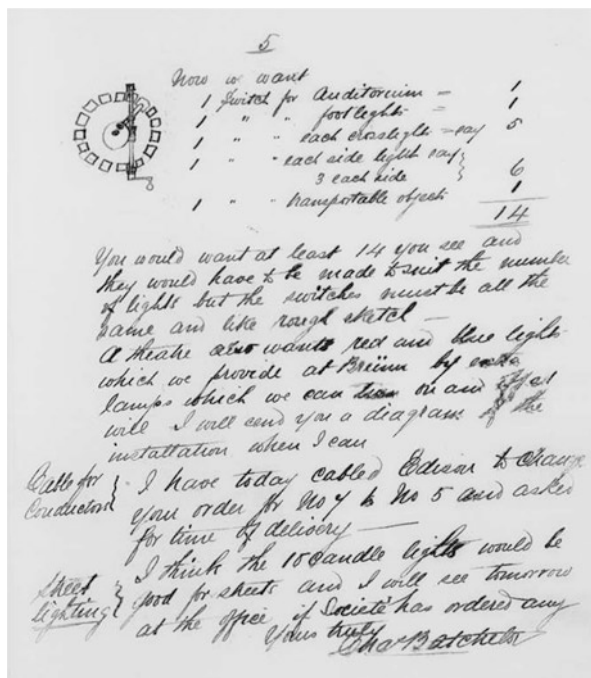 5
Now we want
1 Switch for Auditorium = 1
1 " " footlights = 1
1 " " each crosslight = say 5
1 " " each side light say }
3 each side } 6
1 " " transportable objects 1
14
You would want at least 14 you see and
they would have to be made to suit the number
of lights but the switches must be all the
same and like rough sketch —
A theatre also wants red and blue lights
which we provide at Brünn by extra
lamps which we can turn on and off at
will I will send you a diagram of the
installation when I can
Cable for
Conductors }
I have today cabled Edison to change
your order for No 7 to No 5 and asked
for time of delivery —
Street
lighting }
I think the 10 Candle lights would be
good for streets and I will see tomorrow
at the office if Societé has ordered any
Yours truly
Chas Batchelor